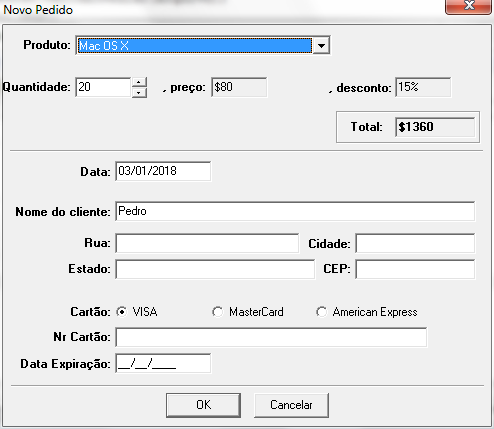 Novo Pedido
Produto: Mac OS X
Quantidade: 20 , preço: $80 , desconto: 15%
Total: $1360
Data: 03/01/2018
Nome do cliente: Pedro
Rua: Cidade:
Estado: CEP:
Cartão: VISA MasterCard American Express
Nr Cartão:
Data Expiração: __/__/____
OK Cancelar